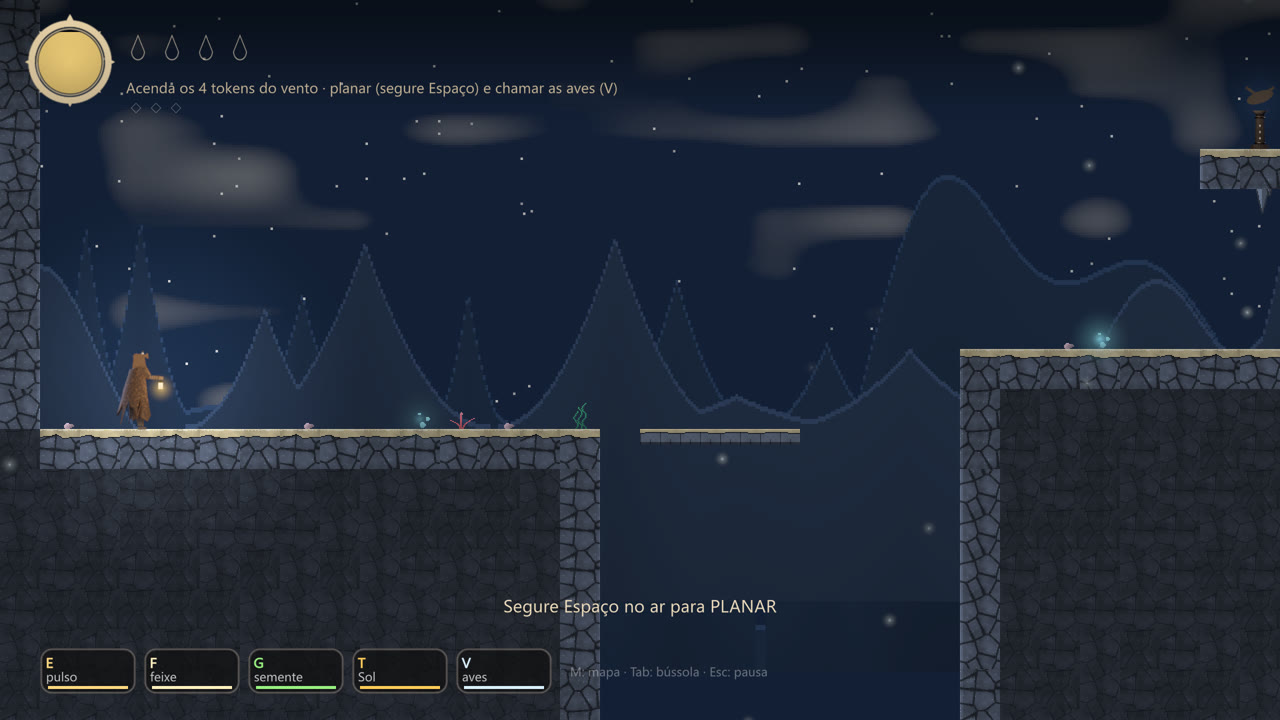 Acenda os 4 tokens do vento · planar (segure Espaço) e chamar as aves (V)
Segure Espaço no ar para PLANAR
E
pulso
F
feixe
G
semente
T
Sol
V
aves
M: mapa · Tab: bússola · Esc: pausa